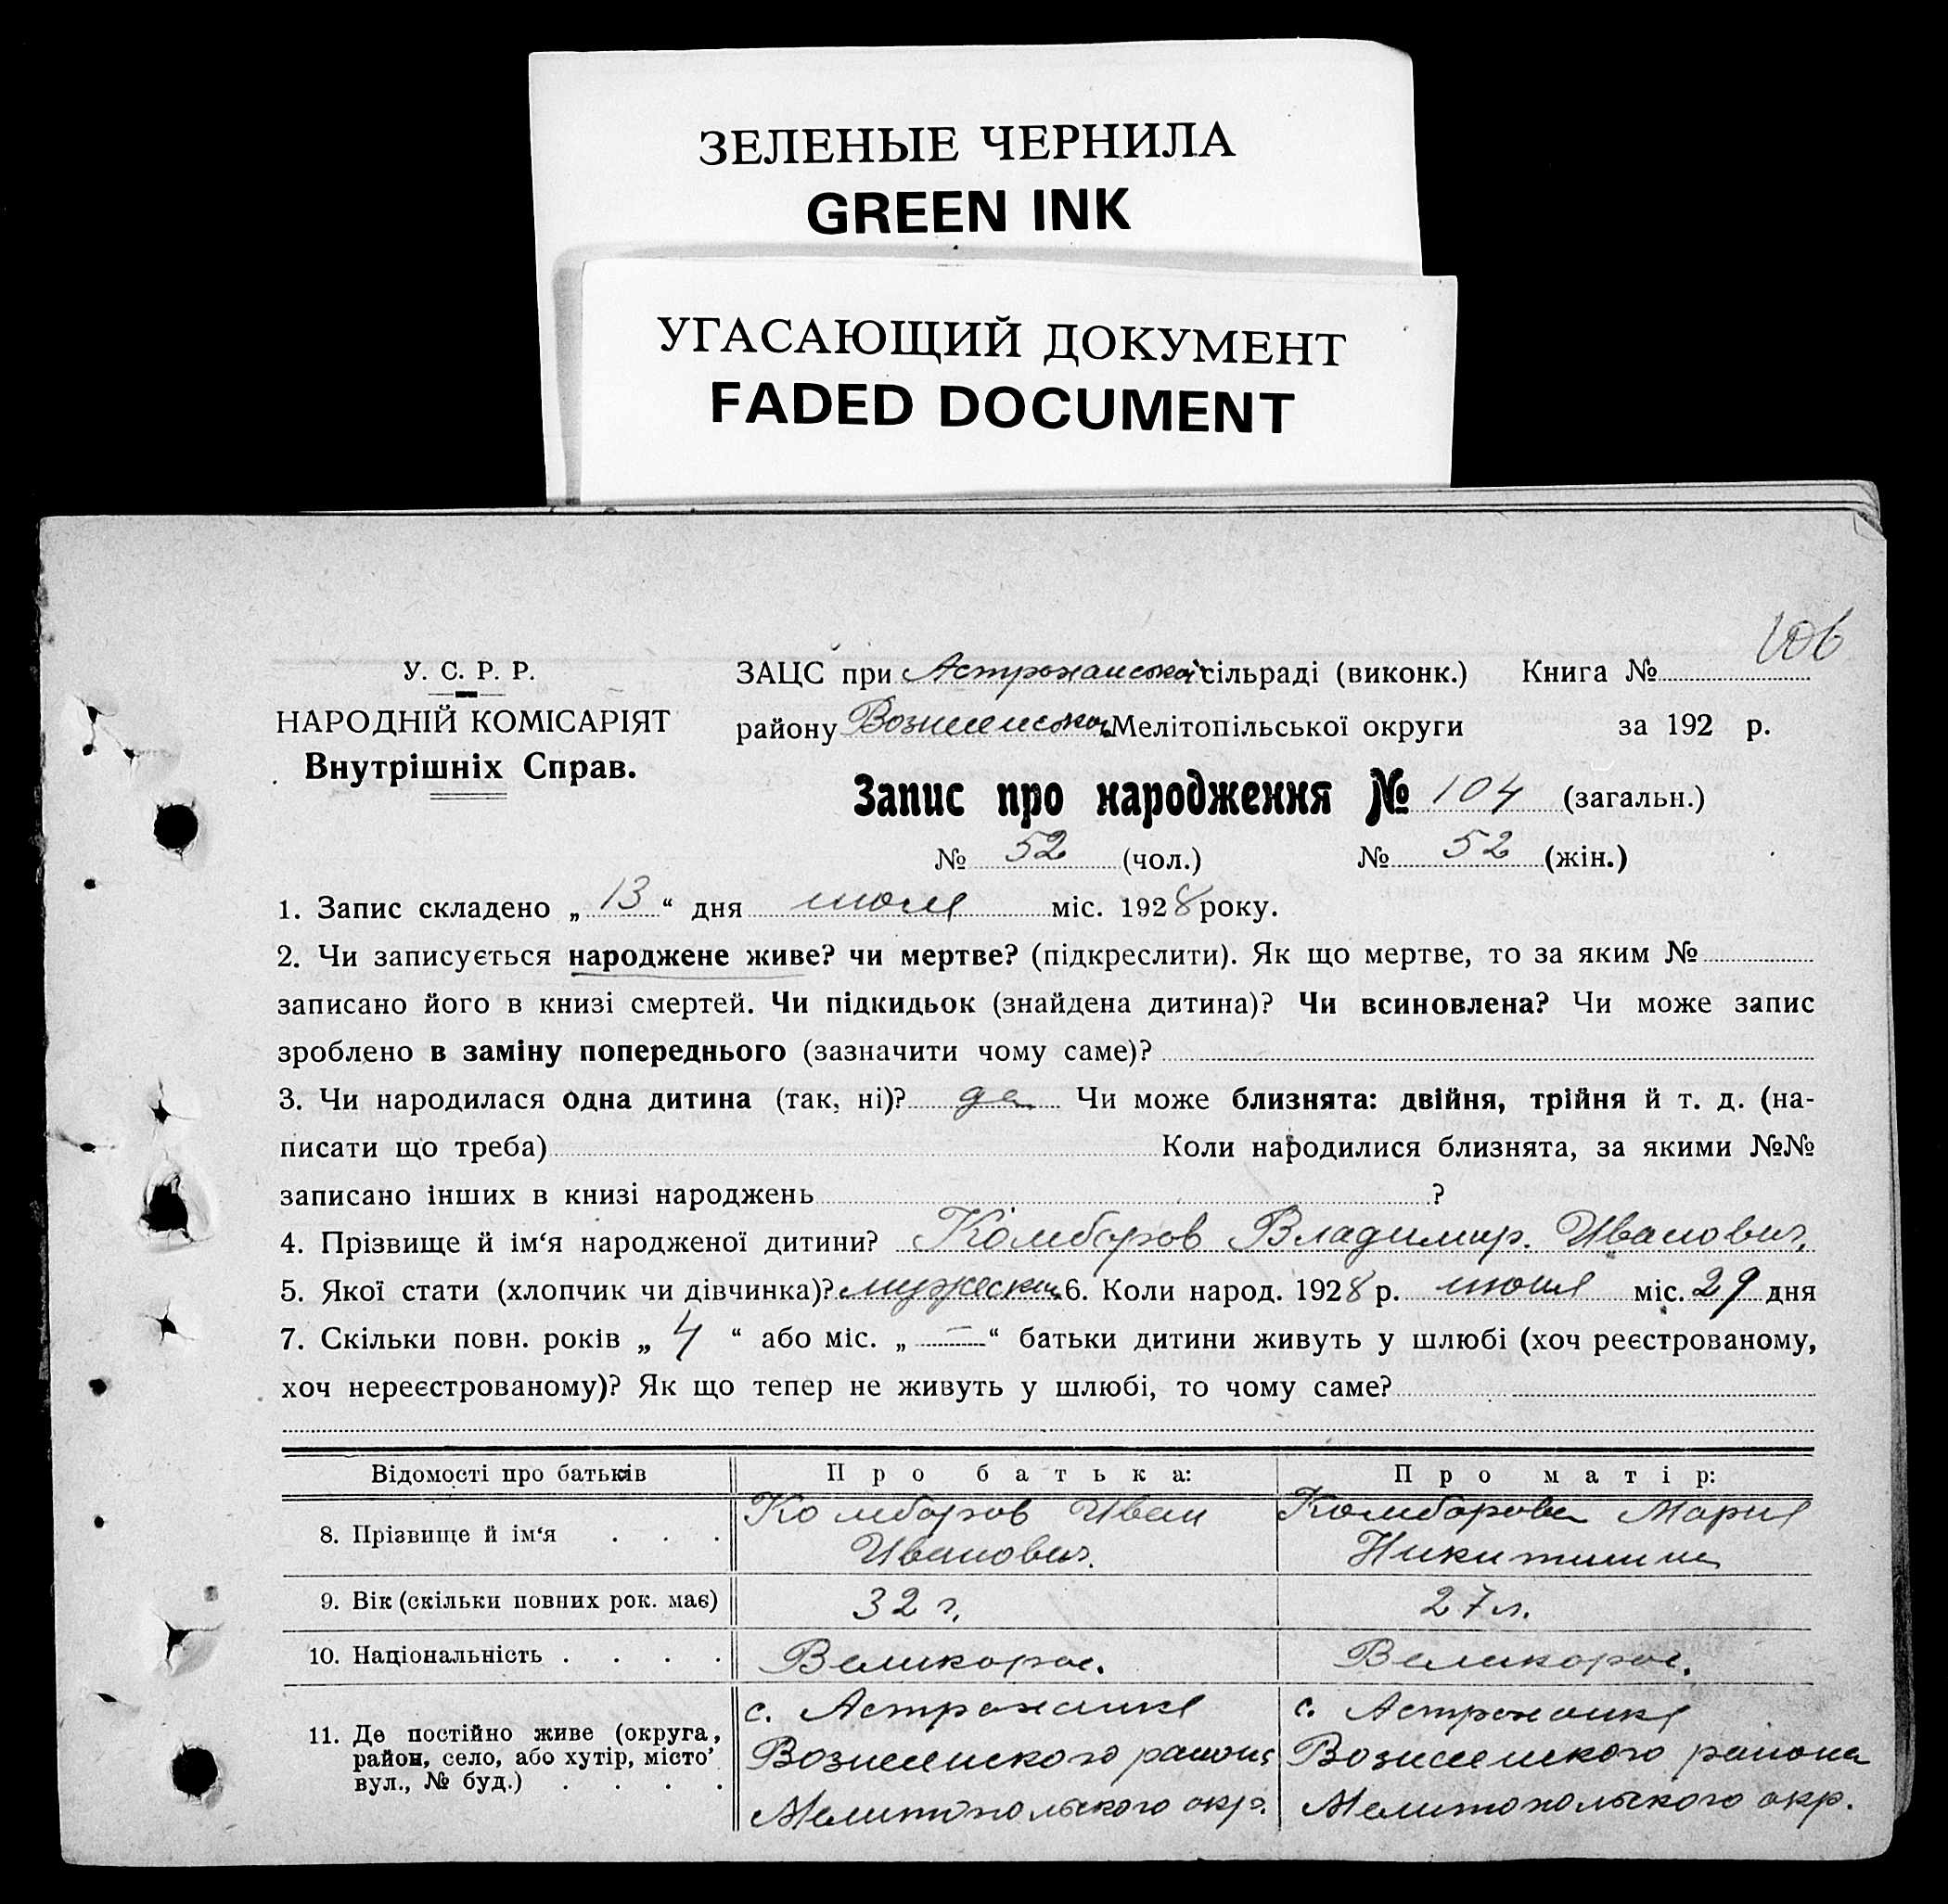 ЗЕЛЕНЫЕ ЧЕРНИЛА
GREEN INK
УГАСАЮЩИЙ ДОКУМЕНТ
FADED DOCUMENT
106
У. С. Р. Р.
НАРОДНІЙ КОМІСАРІЯТ
Внутрішніх Справ.
ЗАЦС при Астраханській сільраді (виконк.) Книга №
району Вознесенськ. Мелітопільської округи за 192 р.
Запис про народження № 104 (загальн.)
№ 52 (чол.) № 52 (жін.)
1. Запис складено „ 13 “ дня июля міс. 1928 року.
2. Чи записується народжене живе? чи мертве? (підкреслити). Як що мертве, то за яким №
записано його в книзі смертей. Чи підкидьок (знайдена дитина)? Чи всиновлена? Чи може запис
зроблено в заміну попереднього (зазначити чому саме)?
3. Чи народилася одна дитина (так, ні)? да Чи може близнята: двійня, трійня й т. д. (на-
писати що треба) Коли народилися близнята, за якими №№
записано інших в книзі народжень ?
4. Прізвище й ім‘я народженої дитини? Комбаров Владимир. Иванович.
5. Якої стати (хлопчик чи дівчинка)? мужеский 6. Коли народ. 1928 р. июня міс. 29 дня
7. Скільки повн. років „ 4 “ або міс. „ — “ батьки дитини живуть у шлюбі (хоч реєстрованому,
хоч нереєстрованому)? Як що тепер не живуть у шлюбі, то чому саме?
Відомості про батьків Про батька: Про матір:
8. Прізвище й ім‘я . . . Комбаров Иван Иванович. Комбарова Мария Никитишна
9. Вік (скільки повних рок. має) 32 г. 27 л.
10. Національність . . . . Великорос. Великорос.
11. Де постійно живе (округа, район, село, або хутір, місто’ вул., № буд.) . . . .
с. Астраханка Вознесенского района Мелитопольского окр.
с. Астраханка Вознесенского района Мелитопольского окр.